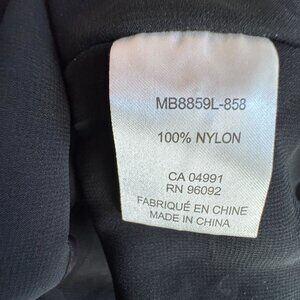 MB8859L-858
100% NYLON
CA 04991
RN 96092
FABRIQUÉ EN CHINE
MADE IN CHINA